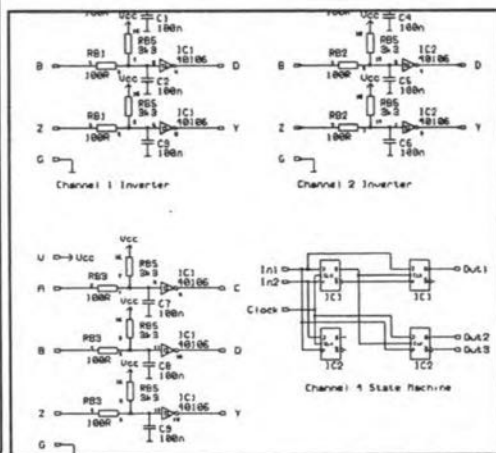 Vcc
C1
100n
RB5
3k3
IC1
RB1
40106
B
D
100R
Vcc
C2
100n
RB5
3k3
IC1
RB1
40106
Z
Y
100R
C3
100n
G
Channel 1 Inverter
Vcc
C4
100n
RB5
3k3
IC2
RB2
40106
B
D
100R
Vcc
C5
100n
RB5
3k3
IC2
RB2
40106
Z
Y
100R
C6
100n
G
Channel 2 Inverter
V
Vcc
Vcc
RB5
3k3
IC1
RB3
40106
A
C
100R
Vcc
C7
100n
RB5
3k3
IC1
RB3
40106
B
D
100R
Vcc
C8
100n
RB5
3k3
IC1
RB3
40106
Z
Y
100R
C9
100n
G
In1
In2
Clock
Out1
Out2
Out3
IC1
IC1
IC2
IC2
Channel 4 State Machine